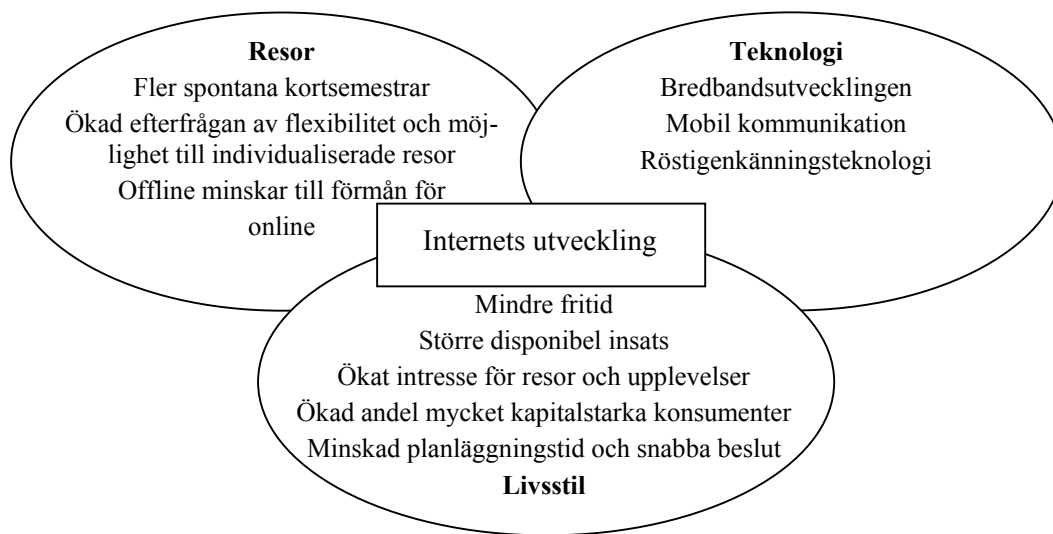 Resor
Fler spontana kortsemestrar
Ökad efterfrågan av flexibilitet och möj-
lighet till individualiserade resor
Offline minskar till förmån för
online
Teknologi
Bredbandsutvecklingen
Mobil kommunikation
Röstigenkänningsteknologi
Internets utveckling
Mindre fritid
Större disponibel insats
Ökat intresse för resor och upplevelser
Ökad andel mycket kapitalstarka konsumenter
Minskad planläggningstid och snabba beslut
Livsstil